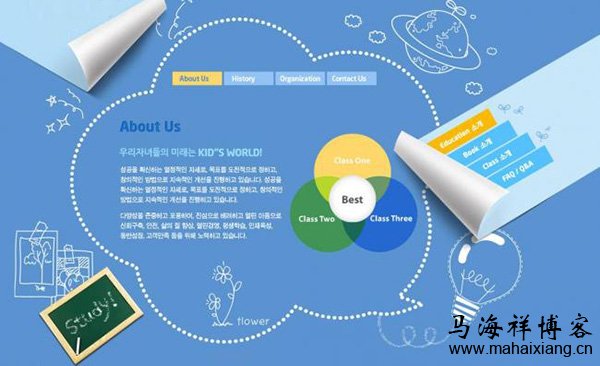 About Us
History
Organization
Contact Us
About Us
우리자녀둘의 미래는 KID"S WORLD!
성공을 확신하는 열정적인 자세로, 목표를 도전적으로 정하고,
창의적인 방법으로 지속적인 개선을 진행하고 있습니다. 성공을
확신하는 열정적인 자세로, 목표를 도전적으로 정하고, 창의적인
방법으로 지속적인 개선을 진행하고 있습니다.
다양성을 존중하고 포용하며, 진심으로 배려하고 열린 마음으로
신뢰구축, 안전, 삶의 질 향상, 열린경영, 평생학습, 인재육성,
동반성장, 고객만족 등을 위해 노력하고 있습니다.
Class One
Best
Class Two
Class Three
Education 소개
Book 소개
Class 소개
FAQ / Q&A
Study!
flower
马海祥博客
www.mahaixiang.cn